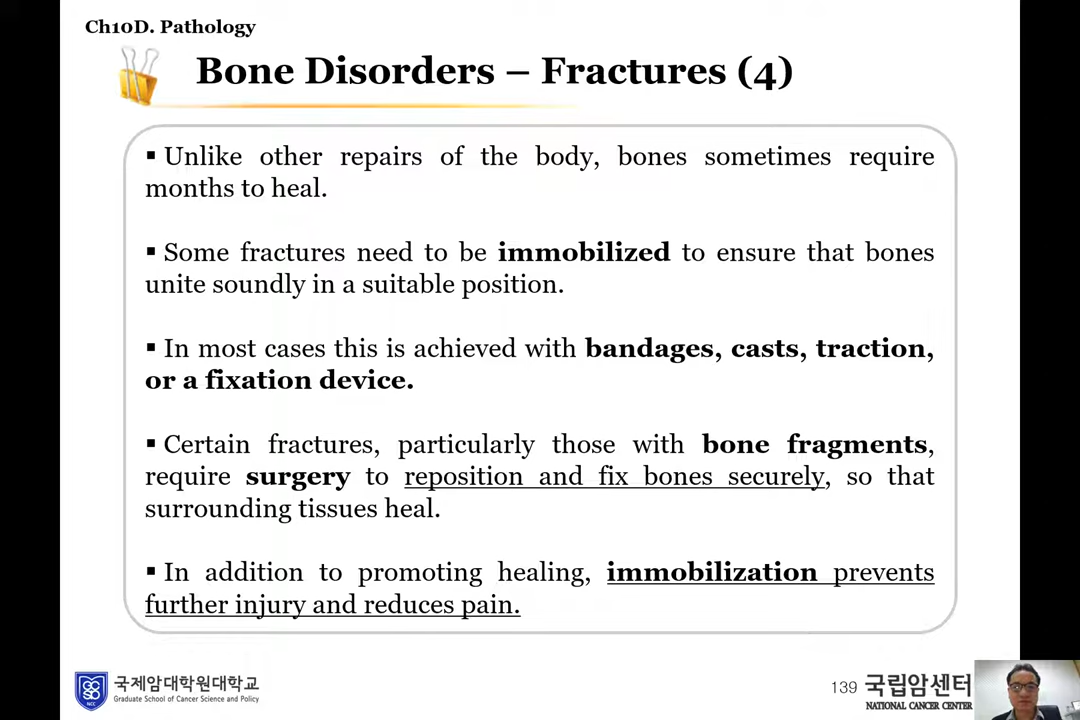 Ch10D. Pathology
Bone Disorders – Fractures (4)
▪ Unlike other repairs of the body, bones sometimes require
months to heal.
▪ Some fractures need to be immobilized to ensure that bones
unite soundly in a suitable position.
▪ In most cases this is achieved with bandages, casts, traction,
or a fixation device.
▪ Certain fractures, particularly those with bone fragments,
require surgery to reposition and fix bones securely, so that
surrounding tissues heal.
▪ In addition to promoting healing, immobilization prevents
further injury and reduces pain.
국제암대학원대학교
Graduate School of Cancer Science and Policy
NCC
139 국립암센터
NATIONAL CANCER CENTER